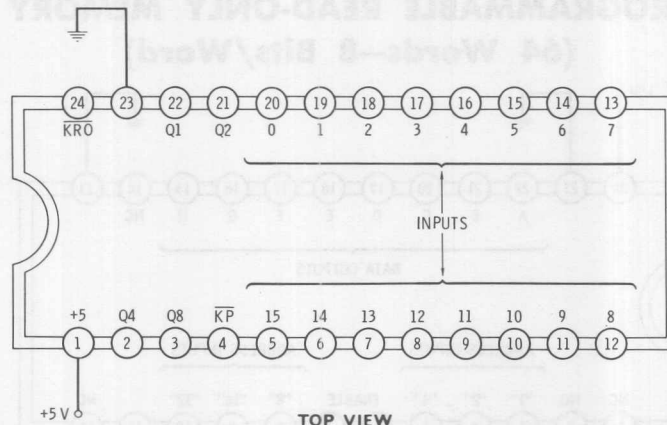 24 23 22 21 20 19 18 17 16 15 14 13
KRO Q1 Q2 0 1 2 3 4 5 6 7
INPUTS
+5 Q4 Q8 KP 15 14 13 12 11 10 9 8
1 2 3 4 5 6 7 8 9 10 11 12
+5 V
TOP VIEW